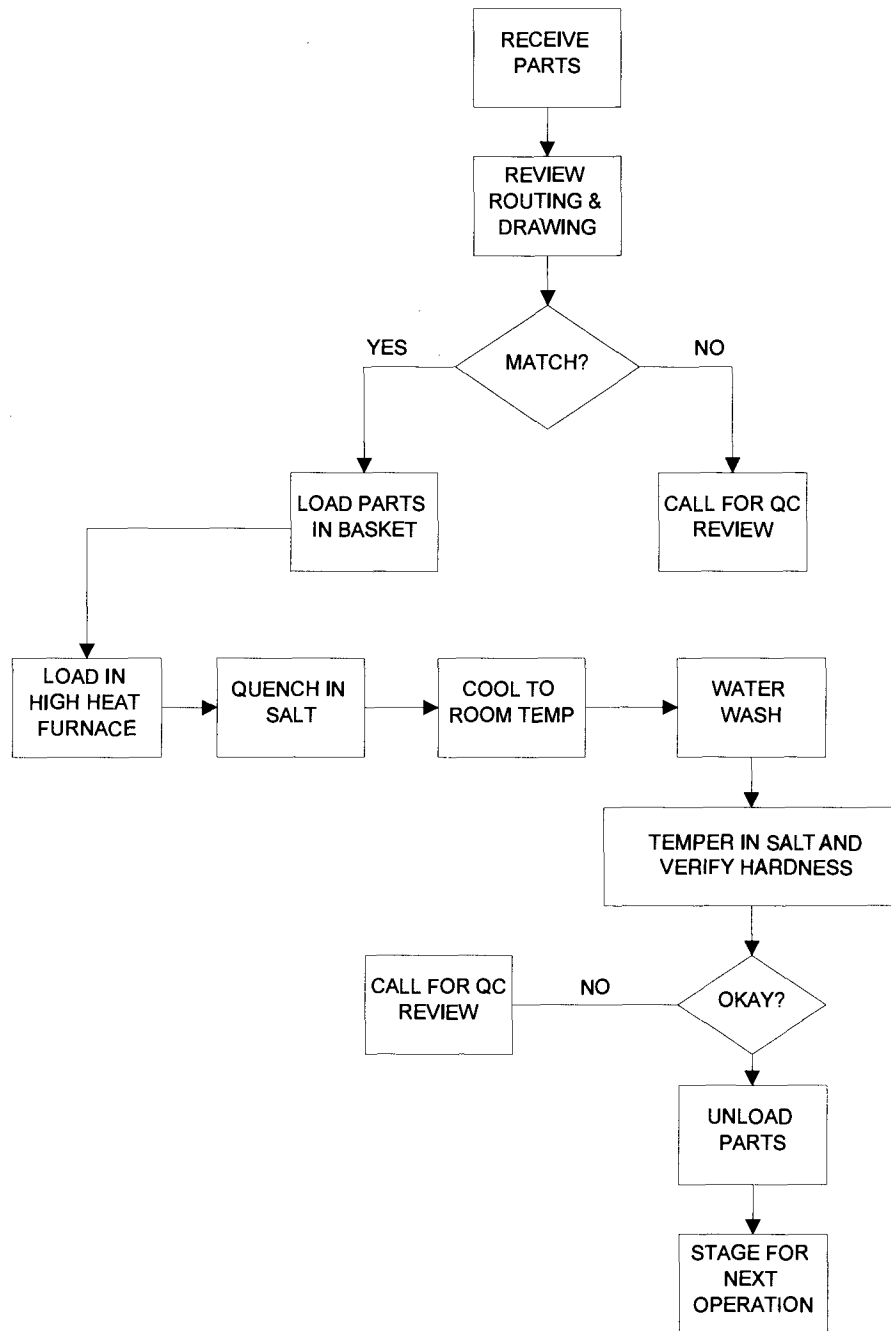 RECEIVE
PARTS
REVIEW
ROUTING &
DRAWING
YES
MATCH?
NO
LOAD PARTS
IN BASKET
CALL FOR QC
REVIEW
LOAD IN
HIGH HEAT
FURNACE
QUENCH IN
SALT
COOL TO
ROOM TEMP
WATER
WASH
TEMPER IN SALT AND
VERIFY HARDNESS
CALL FOR QC
REVIEW
NO
OKAY?
UNLOAD
PARTS
STAGE FOR
NEXT
OPERATION